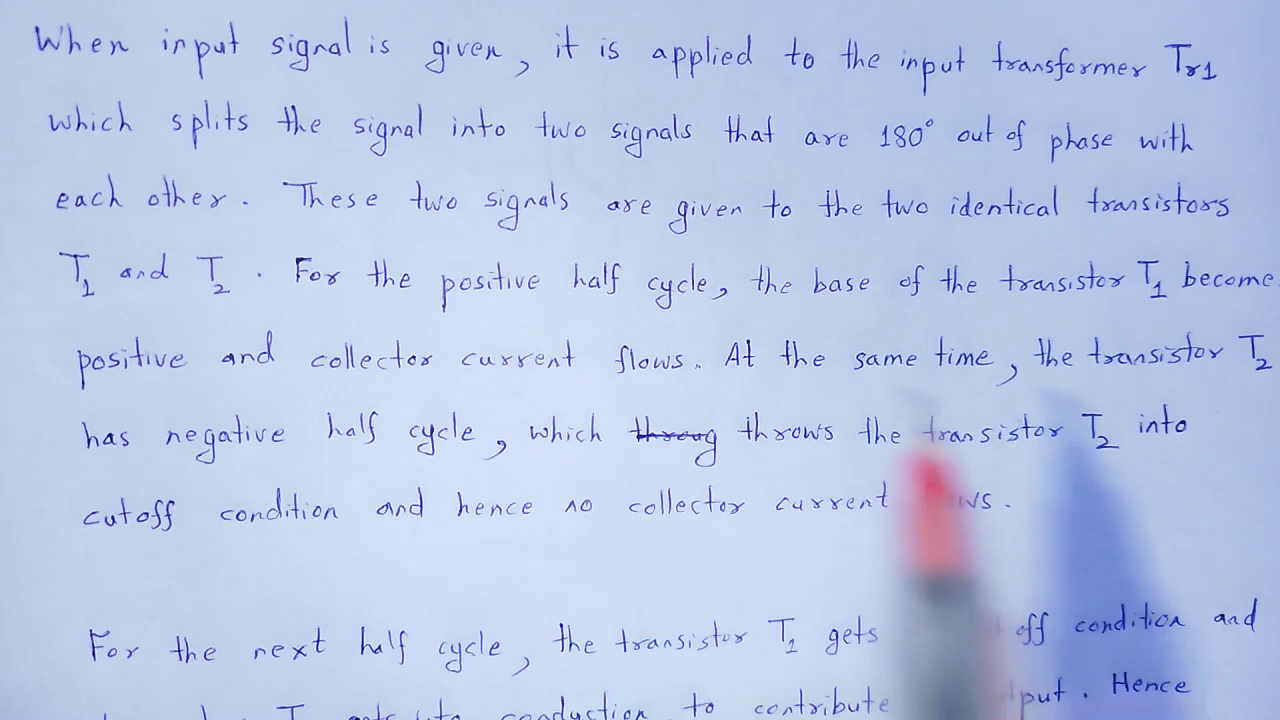 When input signal is given, it is applied to the input transformer Tr1
which splits the signal into two signals that are 180° out of phase with
each other. These two signals are given to the two identical transistors
T1 and T2. For the positive half cycle, the base of the transistor T1 become
positive and collector current flows. At the same time, the transistor T2
has negative half cycle, which throug throws the transistor T2 into
cutoff condition and hence no collector current
For the next half cycle, the transistor T1 gets off condition and
conduction to contribute Hence